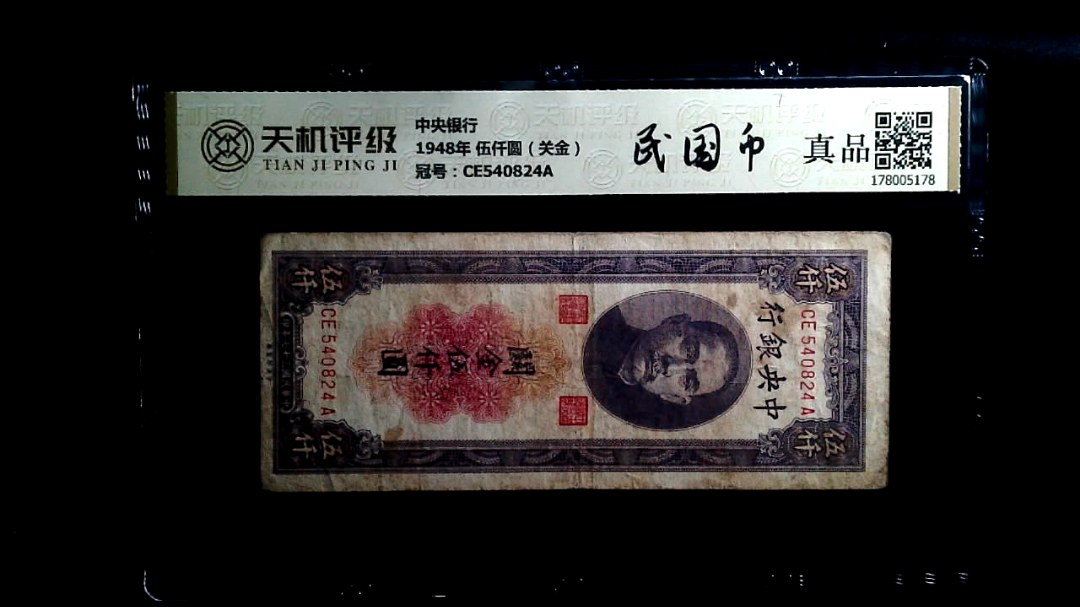 天机评级
TIAN JI PING JI
中央银行
1948年 伍仟圆（关金）
冠号：CE540824A
民国币
真品
178005178
伍仟
伍仟
中央銀行
CE540824A
關金伍仟圓
CE540824A
伍仟
伍仟